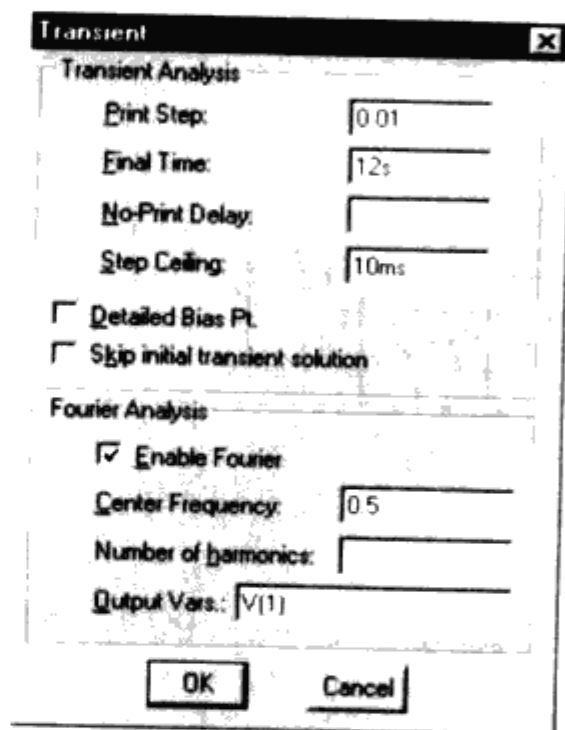 Transient
Transient Analysis
Print Step: 0.01
Final Time: 12s
No-Print Delay:
Step Ceiling: 10ms
Detailed Bias Pt.
Skip initial transient solution
Fourier Analysis
Enable Fourier
Center Frequency: 0.5
Number of harmonics:
Output Vars.: V(1)
OK Cancel